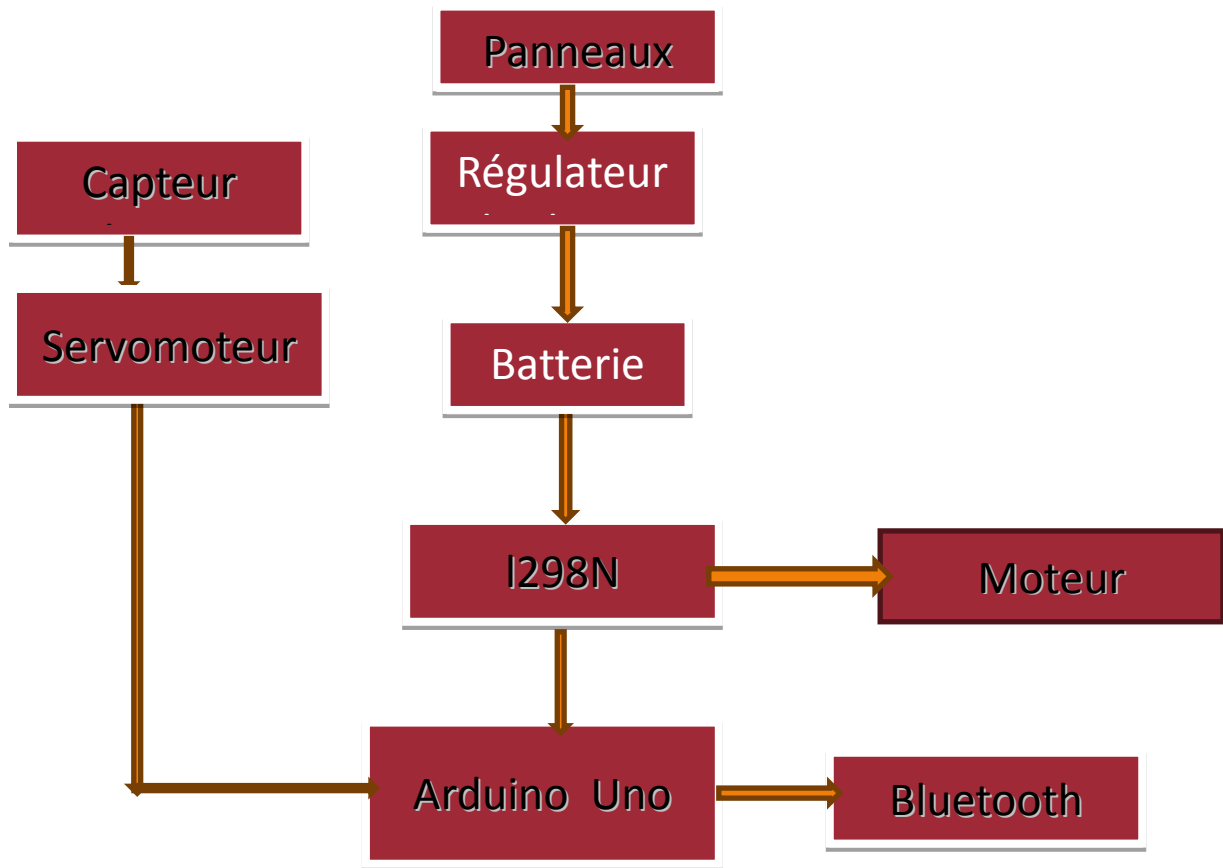 Panneaux
Régulateur
Capteur
Servomoteur
Batterie
l298N
Moteur
Arduino Uno
Bluetooth